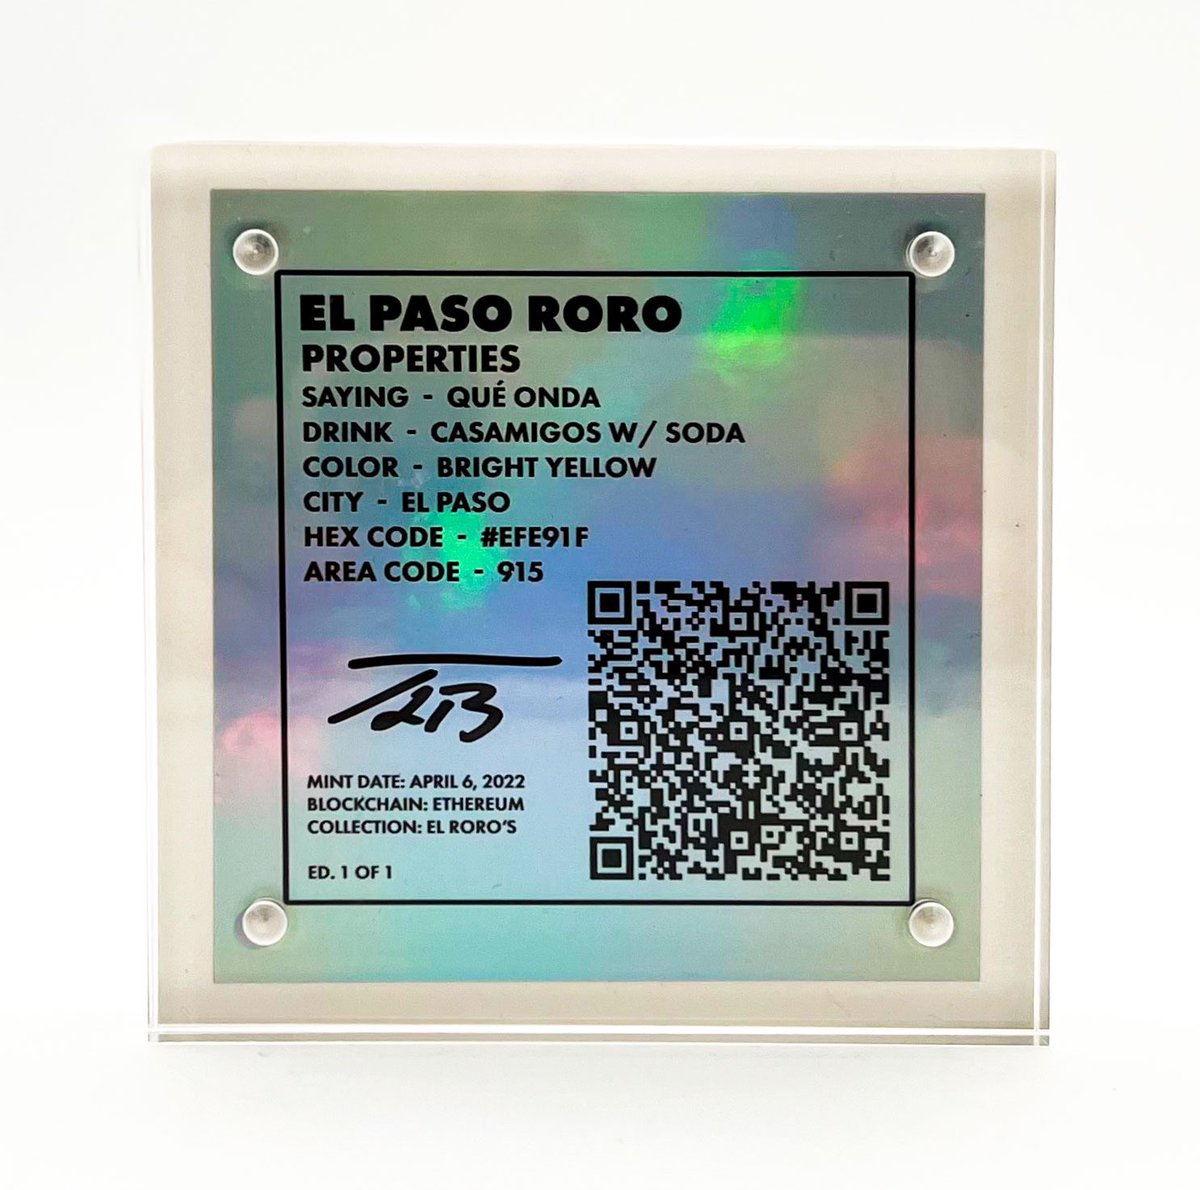 EL PASO RORO
PROPERTIES
SAYING - QUÉ ONDA
DRINK - CASAMIGOS W/ SODA
COLOR - BRIGHT YELLOW
CITY - EL PASO
HEX CODE - #EFE91F
AREA CODE - 915
MINT DATE: APRIL 6, 2022
BLOCKCHAIN: ETHEREUM
COLLECTION: EL RORO'S
ED. 1 OF 1